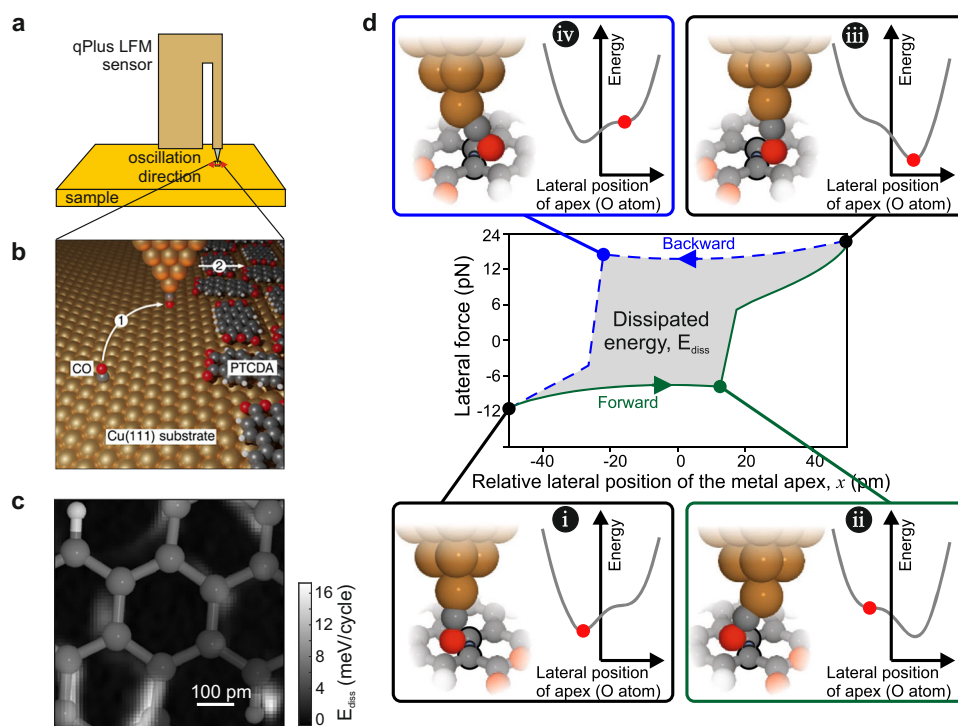 a
qPlus LFM
sensor
oscillation
direction
sample
b
1
2
CO
PTCDA
Cu(111) substrate
c
100 pm
16
12
8
4
0
E_diss (meV/cycle)
d
iv
Energy
Lateral position
of apex (O atom)
iii
Energy
Lateral position
of apex (O atom)
24
12
6
0
-6
-12
Lateral force (pN)
Backward
Dissipated
energy, E_diss
Forward
-40
-20
0
20
40
Relative lateral position of the metal apex, x (pm)
i
Energy
Lateral position
of apex (O atom)
ii
Energy
Lateral position
of apex (O atom)